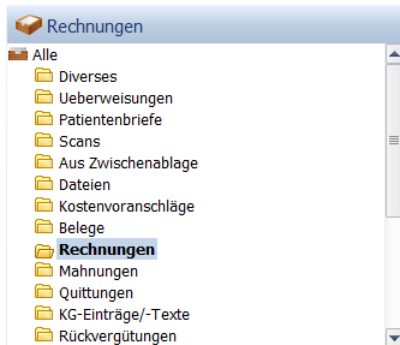 Rechnungen
Alle
Diverses
Ueberweisungen
Patientenbriefe
Scans
Aus Zwischenablage
Dateien
Kostenvoranschläge
Belege
Rechnungen
Mahnungen
Quittungen
KG-Einträge/-Texte
Rückvergütungen